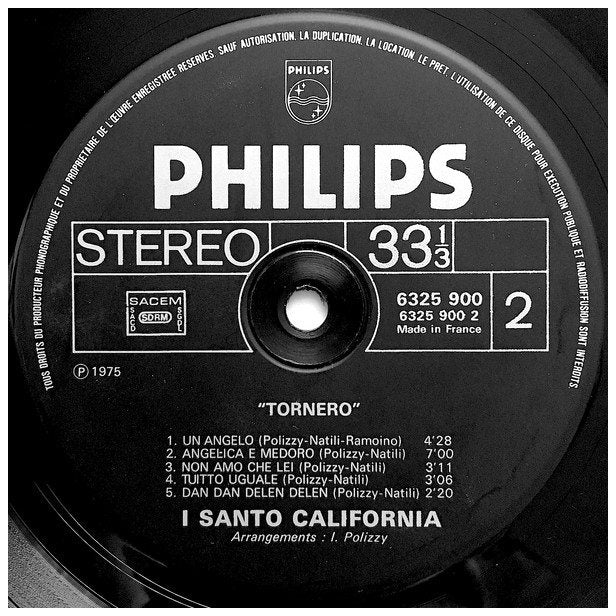 TOUS DROITS DU PRODUCTEUR PHONOGRAPHIQUE ET DU PROPRIETAIRE DE L'ŒUVRE ENREGISTREE RESERVES. SAUF AUTORISATION, LA DUPLICATION, LA LOCATION, LE PRET, L'UTILISATION DE CE DISQUE POUR EXECUTION PUBLIQUE ET RADIODIFFUSION SONT INTERDITS
PHILIPS
PHILIPS
STEREO 33 1/3
SACEM
SACD SDRM SGDL
6325 900
6325 900 2
Made in France
2
Ⓟ 1975
"TORNERO"
1. UN ANGELO (Polizzy-Natili-Ramoino) 4'28
2. ANGELICA E MEDORO (Polizzy-Natili) 7'00
3. NON AMO CHE LEI (Polizzy-Natili) 3'11
4. TUITTO UGUALE (Polizzy-Natili) 3'06
5. DAN DAN DELEN DELEN (Polizzy-Natili) 2'20
I SANTO CALIFORNIA
Arrangements : I. Polizzy